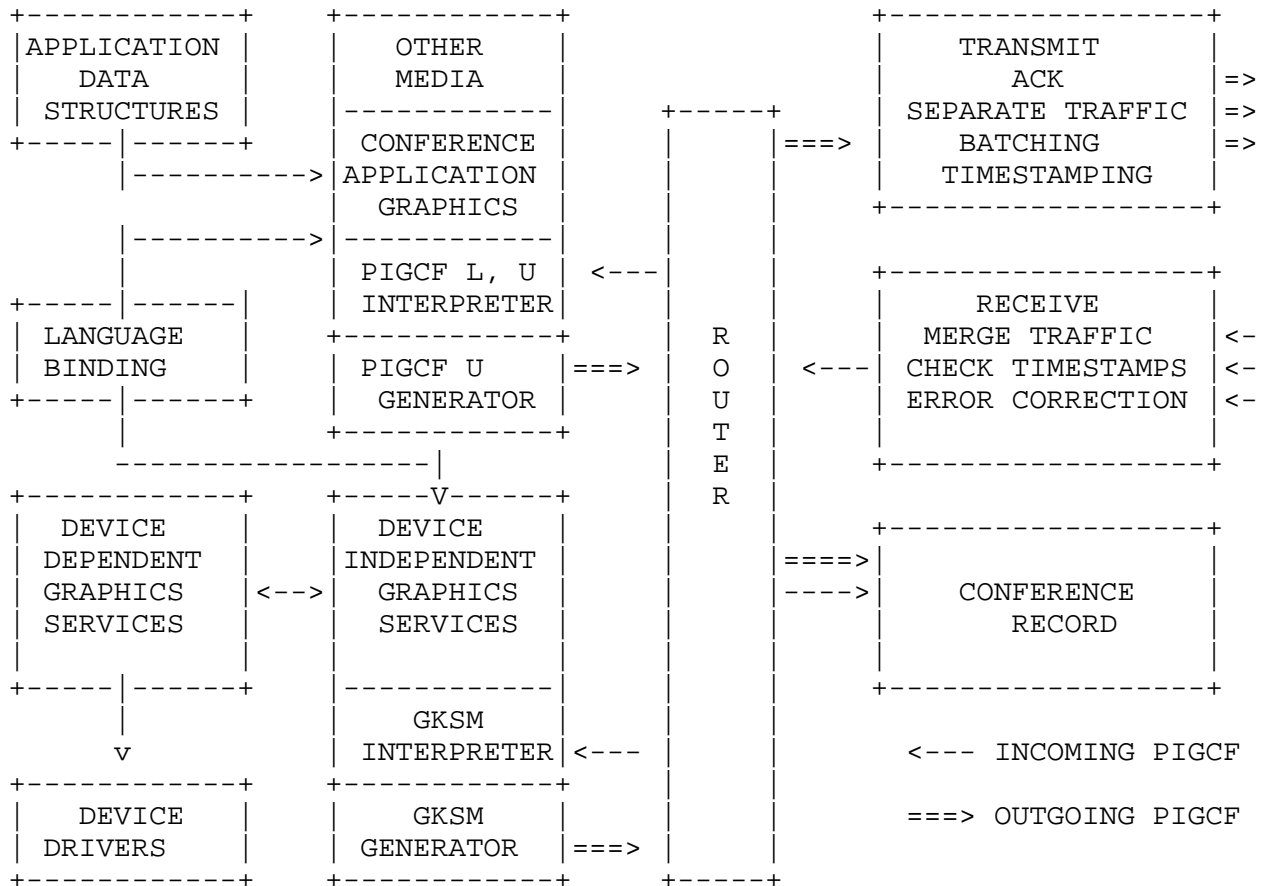 APPLICATION
DATA
STRUCTURES
OTHER
MEDIA
CONFERENCE
APPLICATION
GRAPHICS
PIGCF L, U
INTERPRETER
PIGCF U
GENERATOR
LANGUAGE
BINDING
DEVICE
DEPENDENT
GRAPHICS
SERVICES
DEVICE
INDEPENDENT
GRAPHICS
SERVICES
GKSM
INTERPRETER
DEVICE
DRIVERS
GKSM
GENERATOR
R
O
U
T
E
R
TRANSMIT
ACK
SEPARATE TRAFFIC
BATCHING
TIMESTAMPING
RECEIVE
MERGE TRAFFIC
CHECK TIMESTAMPS
ERROR CORRECTION
CONFERENCE
RECORD
<--- INCOMING PIGCF
===> OUTGOING PIGCF